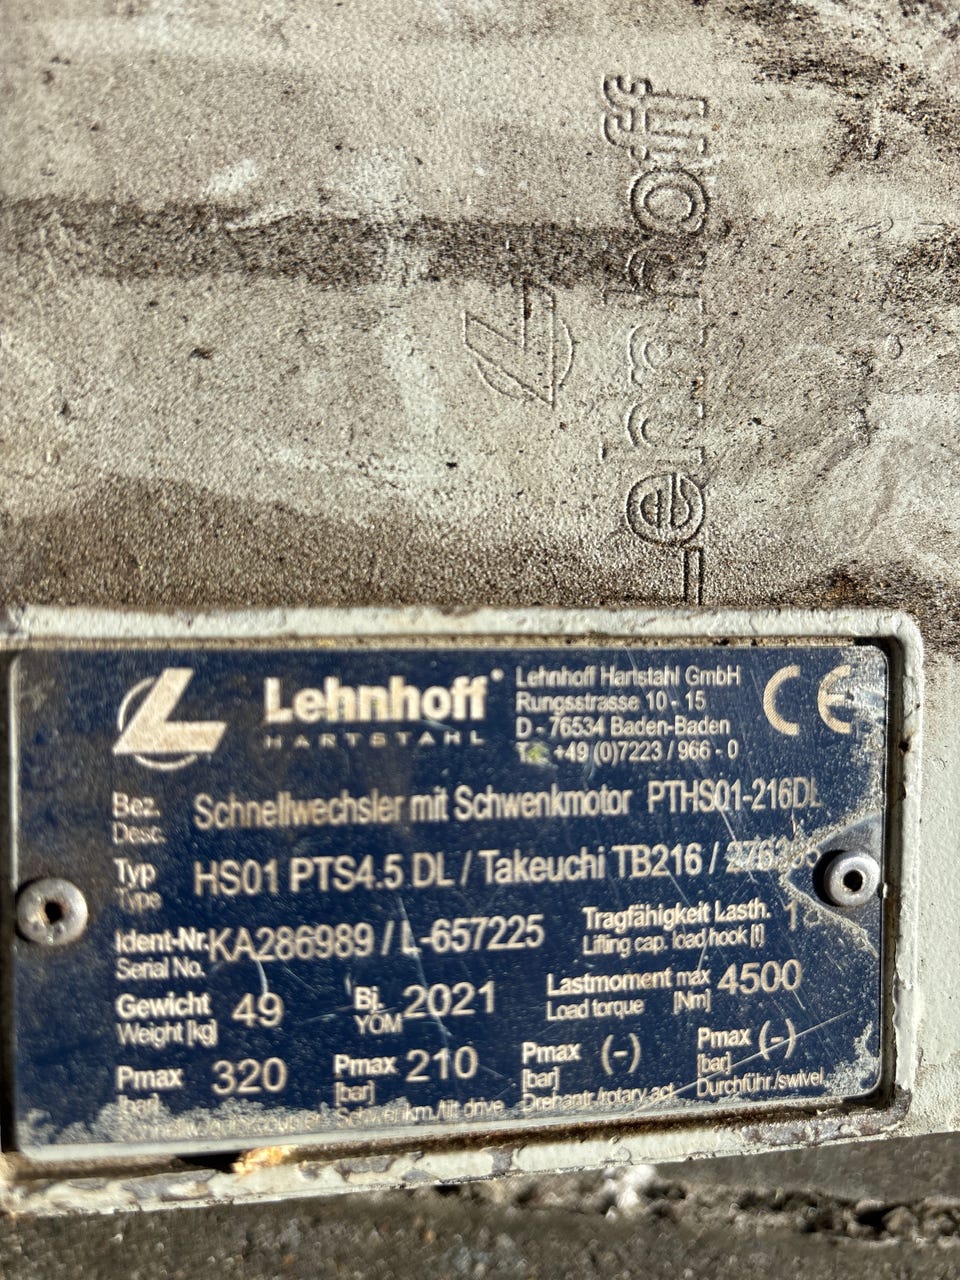 Lehnhoff
L
Lehnhoff
HARTSTAHL
Lehnhoff Hartstahl GmbH
Rungsstrasse 10 - 15
D - 76534 Baden-Baden
+49 (0)7223 / 966 - 0
CE
Bez. Schnellwechsler mit Schwenkmotor PTHS01-216DL
Desc.
Typ HS01 PTS4.5 DL / Takeuchi TB216 /
Type
Ident-Nr. KA286989 / L-657225
Serial No.
Tragfähigkeit Lasth.
Lifting cap. load hook [t]
Gewicht 49
Weight [kg]
Bj. 2021
YOM
Lastmoment max 4500
Load torque [Nm]
Pmax 320
[bar]
Pmax 210
[bar]
Schwenkm./tilt drive
Pmax (-)
[bar]
Drehantr./rotary act.
Pmax (-)
[bar]
Durchführ./swivel